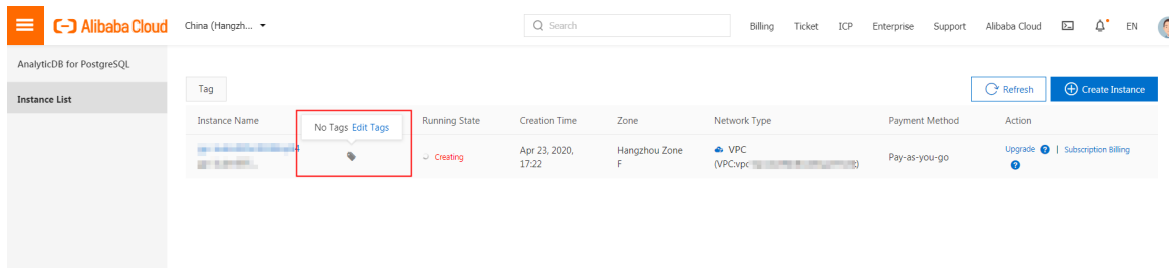 Alibaba Cloud China (Hangzh... Search Billing Ticket ICP Enterprise Support Alibaba Cloud EN
AnalyticDB for PostgreSQL
Instance List
Tag Refresh Create Instance
Instance Name No Tags Edit Tags Running State Creation Time Zone Network Type Payment Method Action
Creating Apr 23, 2020, Hangzhou Zone VPC Pay-as-you-go Upgrade ? | Subscription Billing
17:22 F (VPC:vpc ?